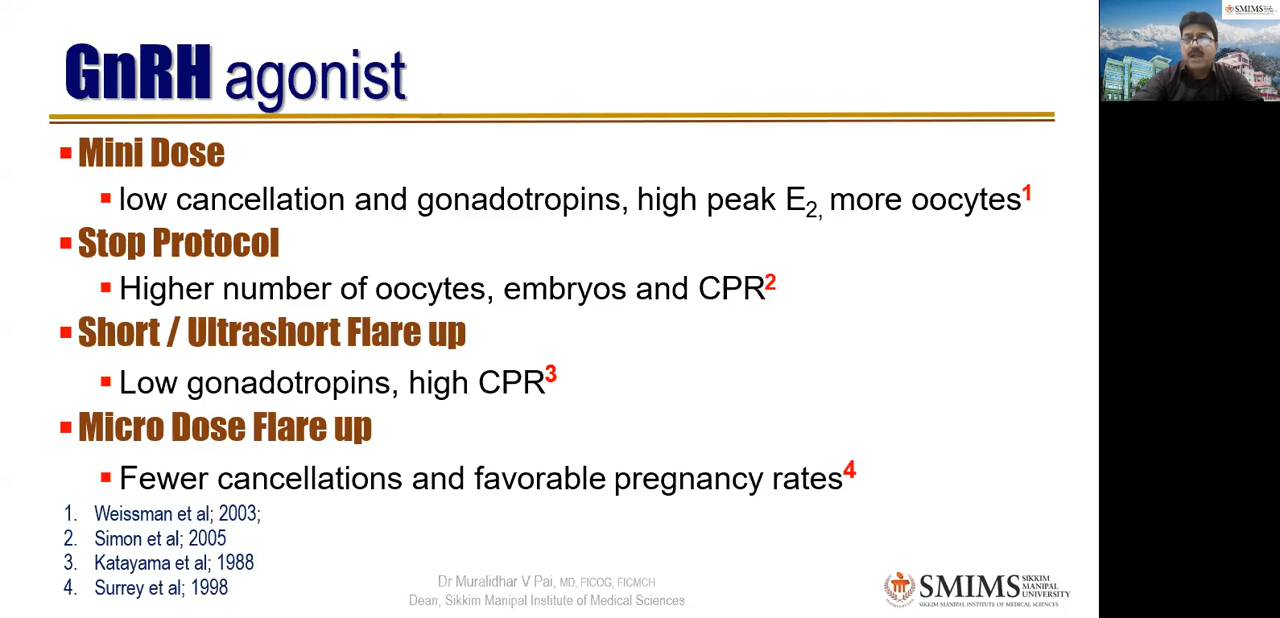 SMIMS
GnRH agonist
▪ Mini Dose
▪ low cancellation and gonadotropins, high peak E2, more oocytes1
▪ Stop Protocol
▪ Higher number of oocytes, embryos and CPR2
▪ Short / Ultrashort Flare up
▪ Low gonadotropins, high CPR3
▪ Micro Dose Flare up
▪ Fewer cancellations and favorable pregnancy rates4
1. Weissman et al; 2003;
2. Simon et al; 2005
3. Katayama et al; 1988
4. Surrey et al; 1998
Dr Muralidhar V Pai, MD, FICOG, FICMCH
Dean, Sikkim Manipal Institute of Medical Sciences
SMIMS SIKKIM
MANIPAL
UNIVERSITY
SIKKIM MANIPAL INSTITUTE OF MEDICAL SCIENCES